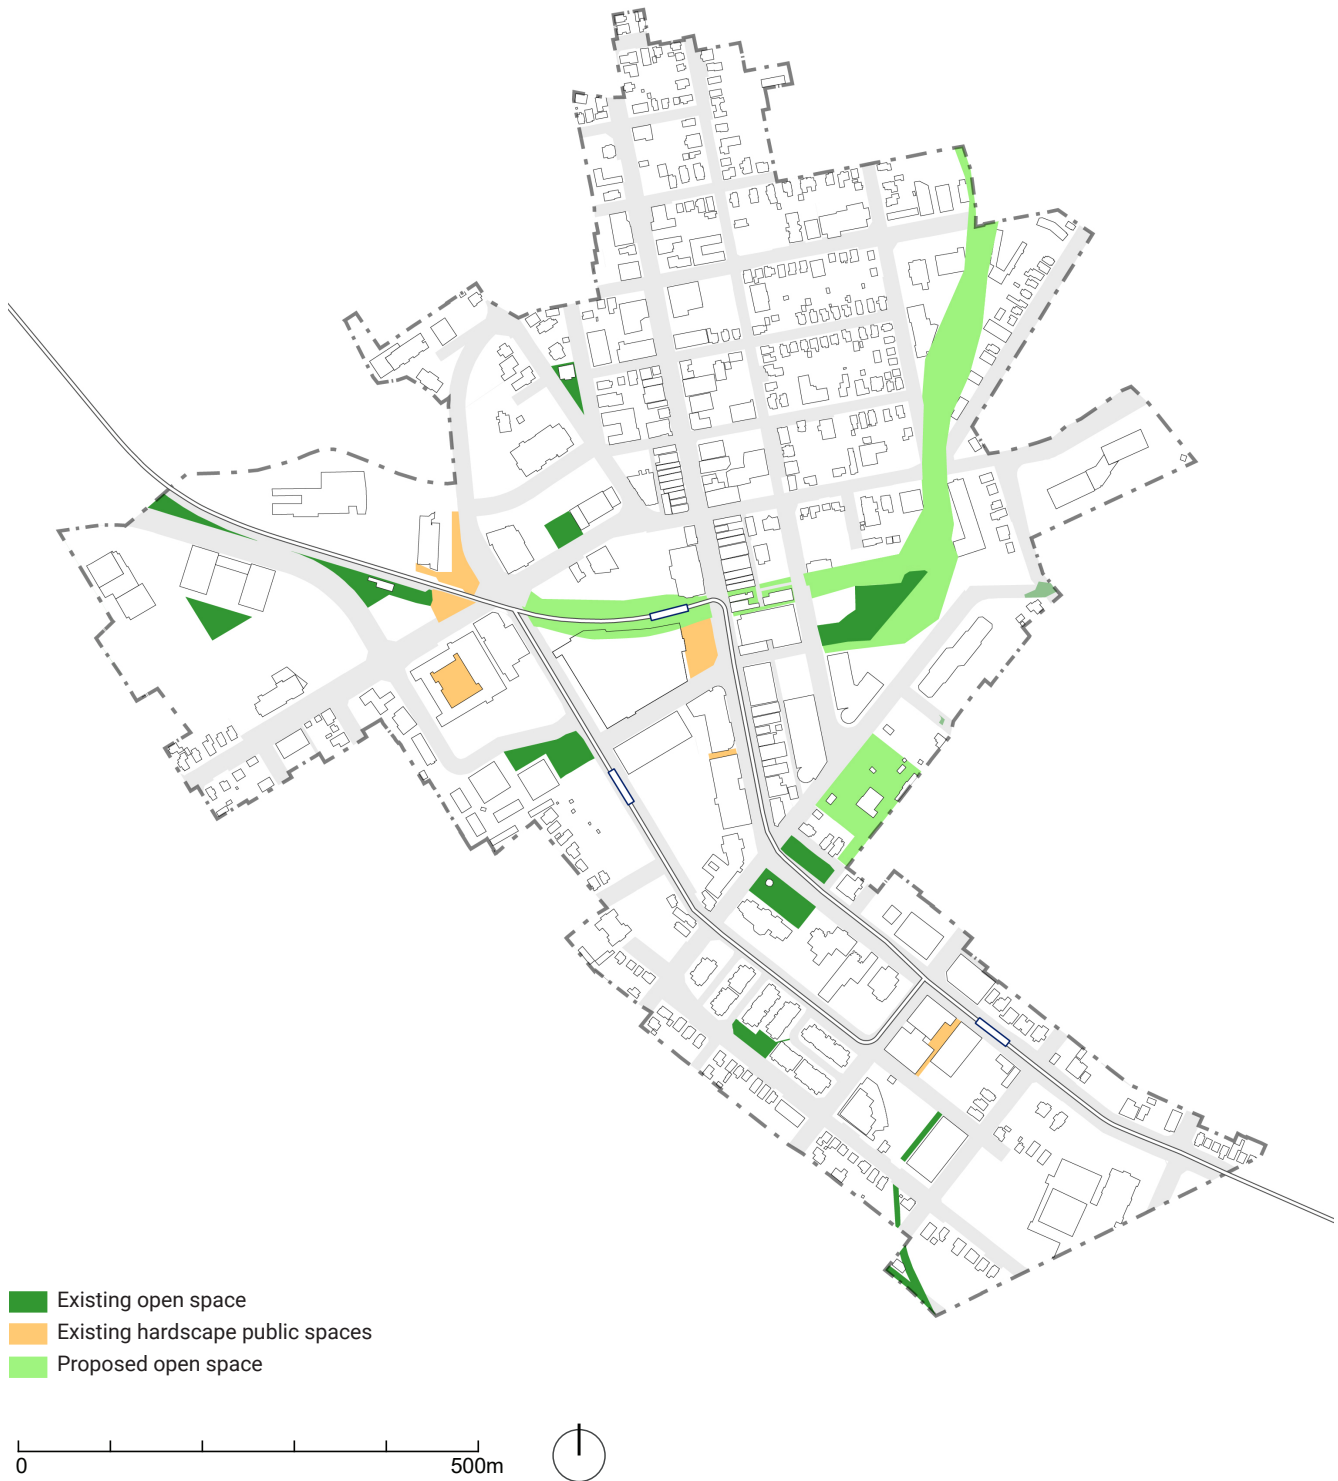 Existing open space
Existing hardscape public spaces
Proposed open space
0 500m